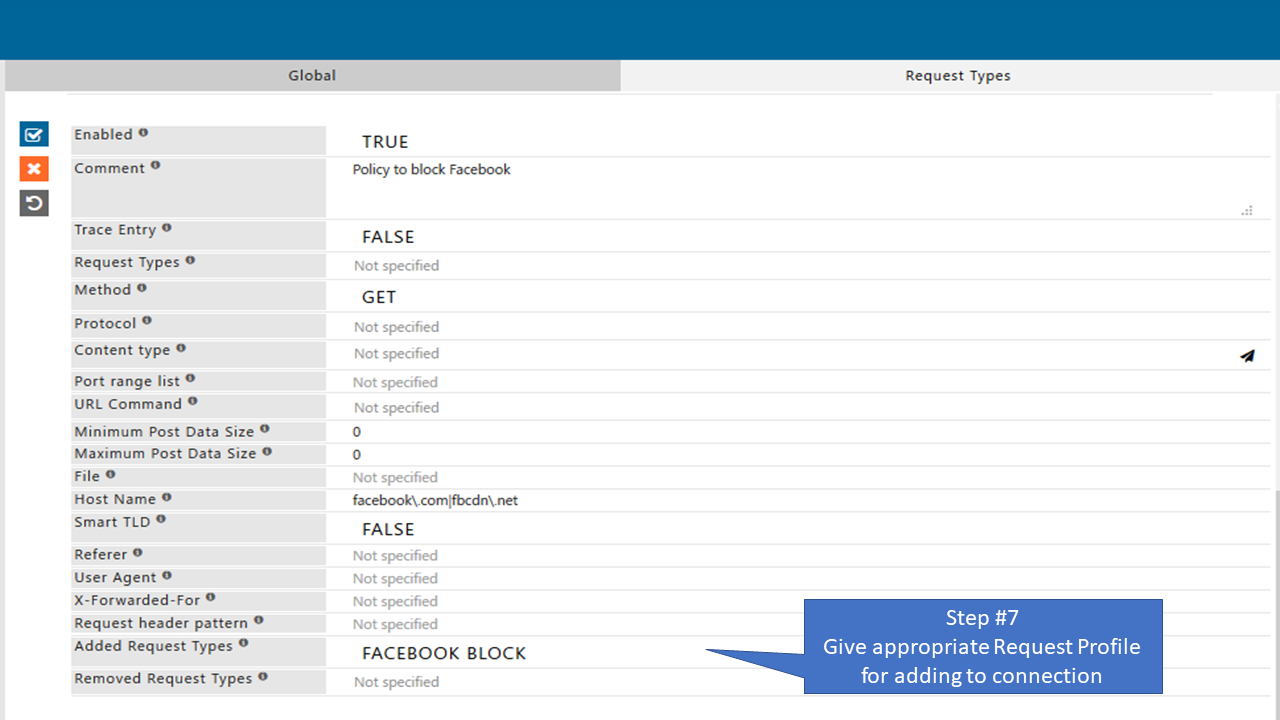 Global Request Types
Enabled TRUE
Comment Policy to block Facebook
Trace Entry FALSE
Request Types Not specified
Method GET
Protocol Not specified
Content type Not specified
Port range list Not specified
URL Command Not specified
Minimum Post Data Size 0
Maximum Post Data Size 0
File Not specified
Host Name facebook\.com|fbcdn\.net
Smart TLD FALSE
Referer Not specified
User Agent Not specified
X-Forwarded-For Not specified
Request header pattern Not specified
Added Request Types FACEBOOK BLOCK
Removed Request Types Not specified
Step #7
Give appropriate Request Profile
for adding to connection